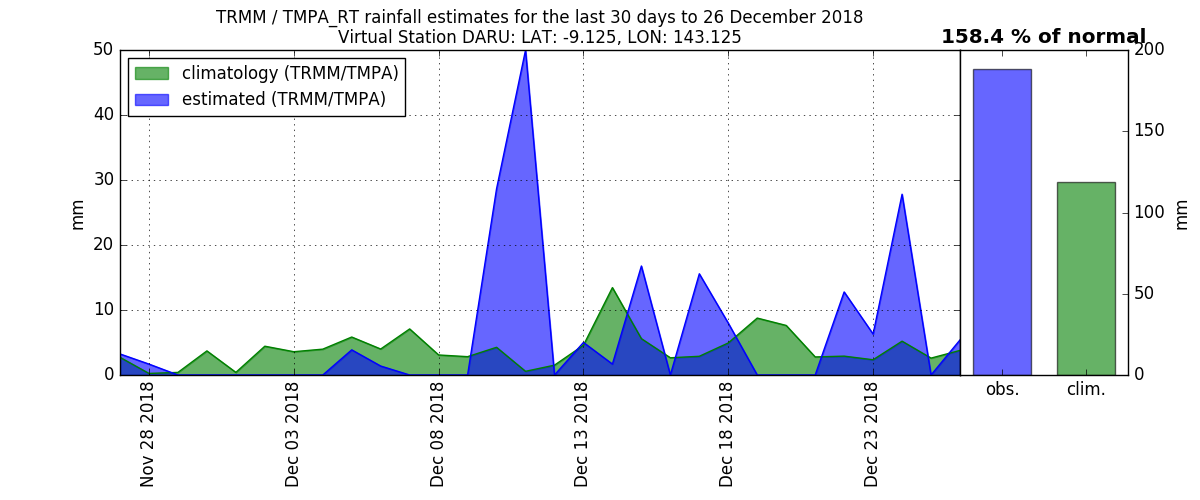 TRMM / TMPA_RT rainfall estimates for the last 30 days to 26 December 2018
Virtual Station DARU: LAT: -9.125, LON: 143.125
158.4 % of normal
climatology (TRMM/TMPA)
estimated (TRMM/TMPA)
50
40
30
20
10
0
mm
Nov 28 2018
Dec 03 2018
Dec 08 2018
Dec 13 2018
Dec 18 2018
Dec 23 2018
200
150
100
50
0
mm
obs.
clim.